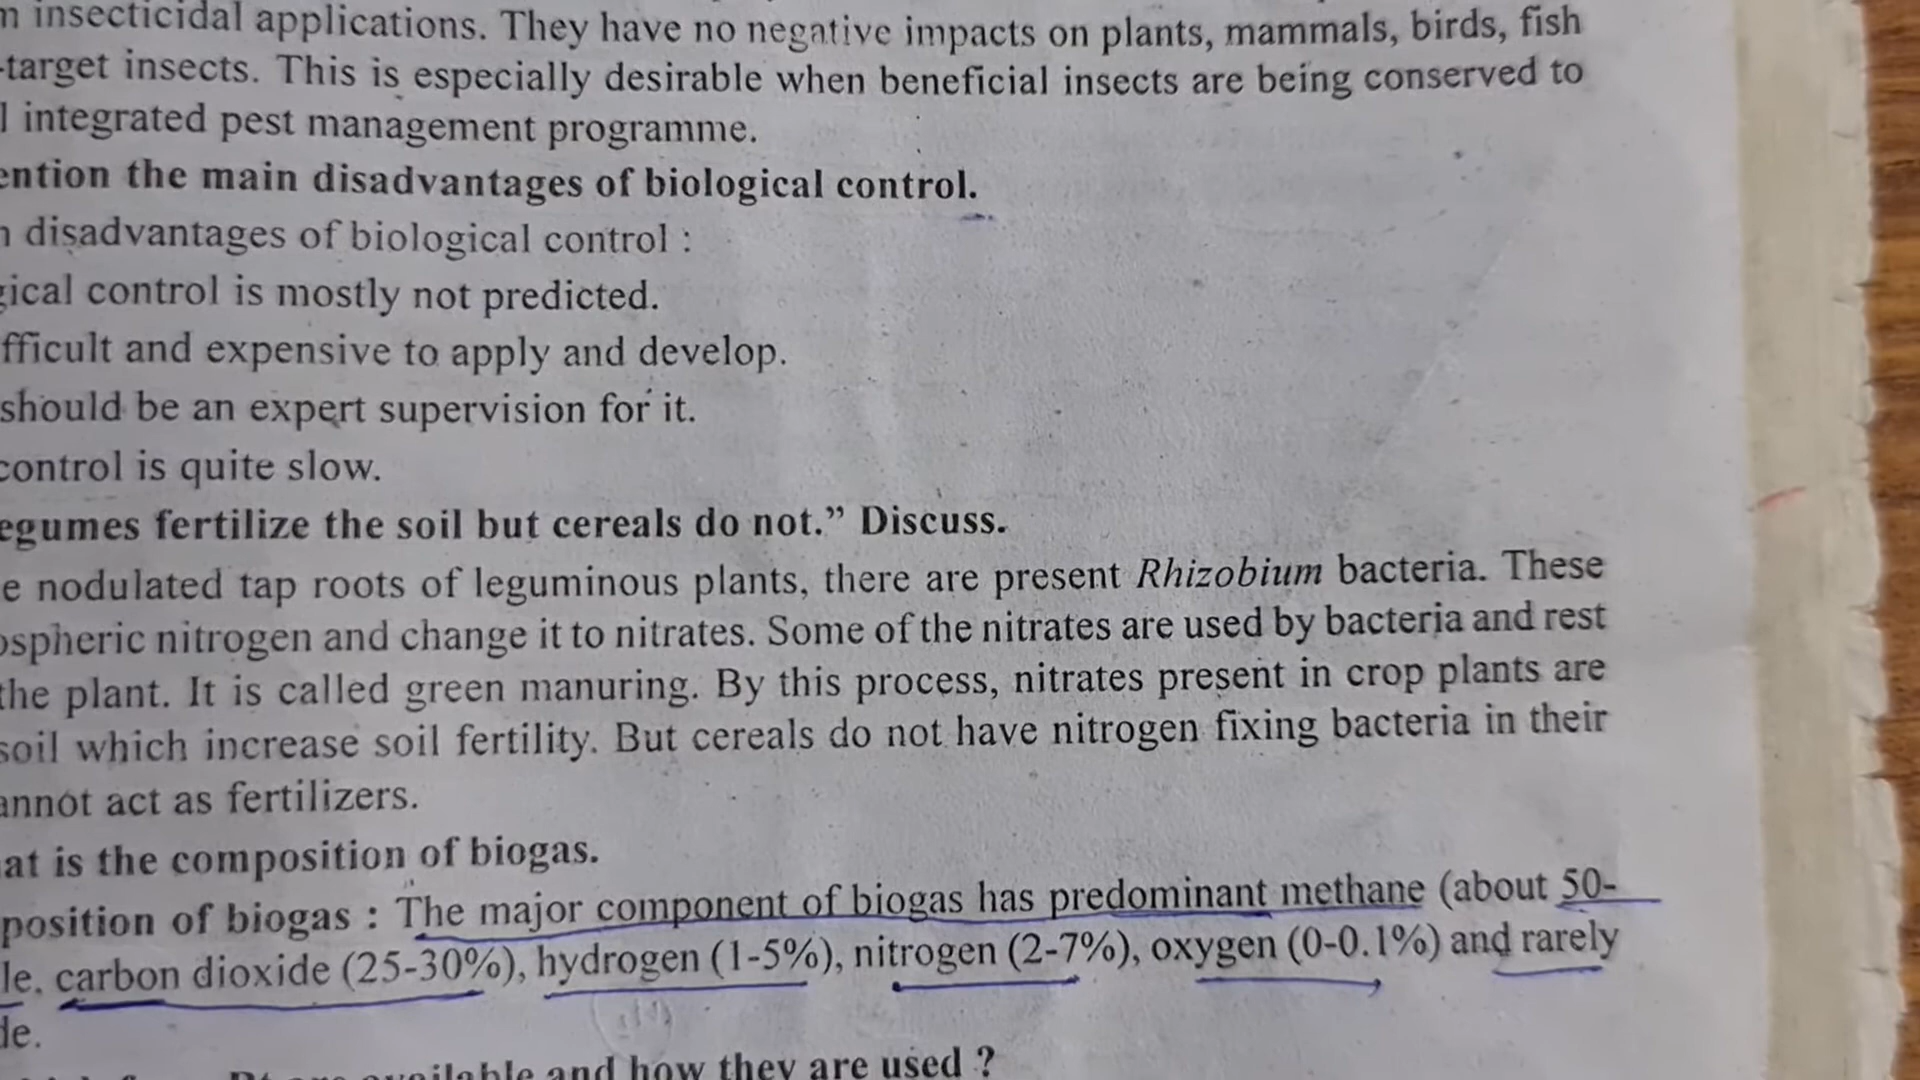 insecticidal applications. They have no negative impacts on plants, mammals, birds, fish
-target insects. This is especially desirable when beneficial insects are being conserved to
integrated pest management programme.
ention the main disadvantages of biological control.
disadvantages of biological control :
gical control is mostly not predicted.
fficult and expensive to apply and develop.
should be an expert supervision for it.
control is quite slow.
egumes fertilize the soil but cereals do not.” Discuss.
e nodulated tap roots of leguminous plants, there are present Rhizobium bacteria. These
ospheric nitrogen and change it to nitrates. Some of the nitrates are used by bacteria and rest
the plant. It is called green manuring. By this process, nitrates present in crop plants are
soil which increase soil fertility. But cereals do not have nitrogen fixing bacteria in their
annot act as fertilizers.
at is the composition of biogas.
position of biogas : The major component of biogas has predominant methane (about 50-
le, carbon dioxide (25-30%), hydrogen (1-5%), nitrogen (2-7%), oxygen (0-0.1%) and rarely
de.
available and how they are used ?